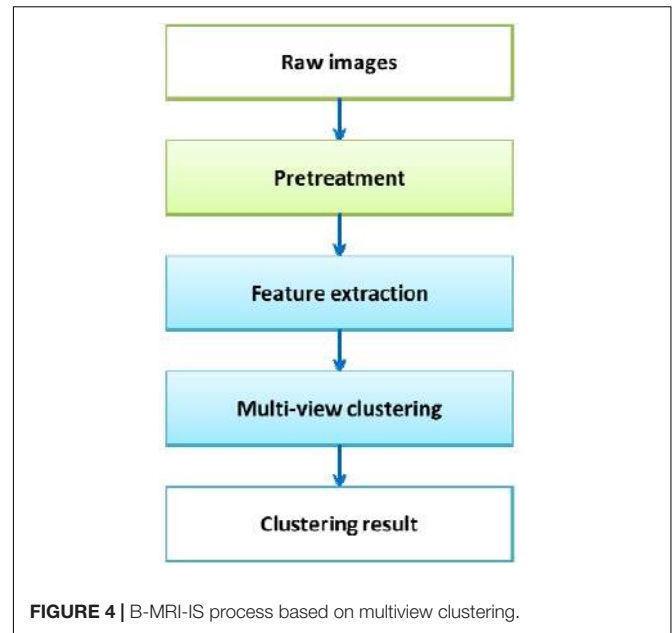 Raw images
Pretreatment
Feature extraction
Multi-view clustering
Clustering result
FIGURE 4 | B-MRI-IS process based on multiview clustering.